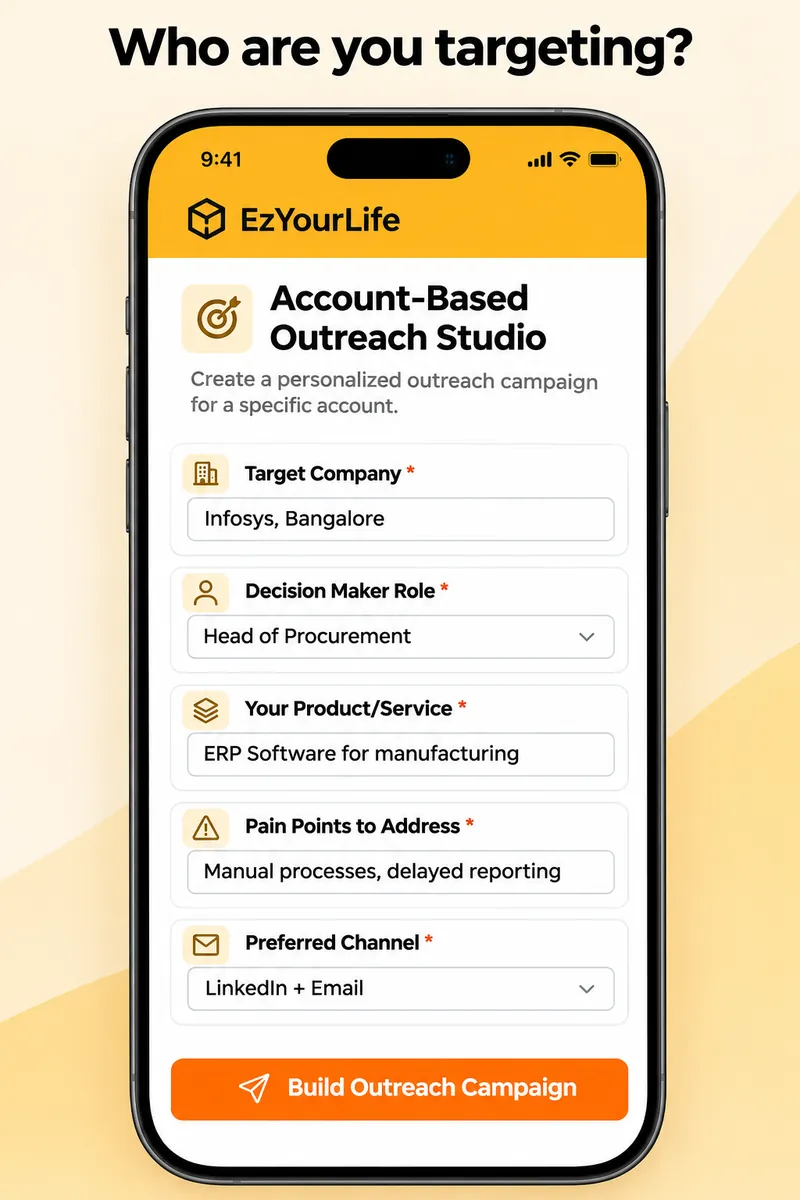 Who are you targeting?
9:41
EzYourLife
Account-Based
Outreach Studio
Create a personalized outreach campaign
for a specific account.
Target Company *
Infosys, Bangalore
Decision Maker Role *
Head of Procurement
Your Product/Service *
ERP Software for manufacturing
Pain Points to Address *
Manual processes, delayed reporting
Preferred Channel *
LinkedIn + Email
Build Outreach Campaign